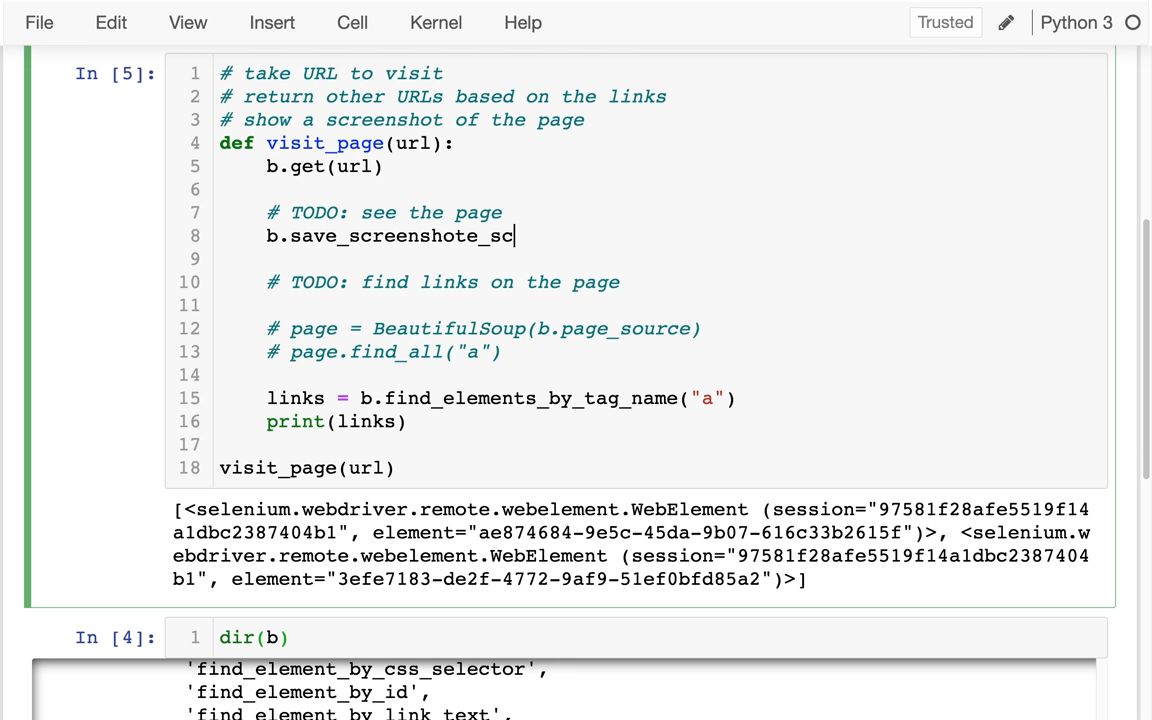 File Edit View Insert Cell Kernel Help Trusted Python 3
In [5]:
1 # take URL to visit
2 # return other URLs based on the links
3 # show a screenshot of the page
4 def visit_page(url):
5 b.get(url)
6
7 # TODO: see the page
8 b.save_screenshote_sc
9
10 # TODO: find links on the page
11
12 # page = BeautifulSoup(b.page_source)
13 # page.find_all("a")
14
15 links = b.find_elements_by_tag_name("a")
16 print(links)
17
18 visit_page(url)
[<selenium.webdriver.remote.webelement.WebElement (session="97581f28afe5519f14
a1dbc2387404b1", element="ae874684-9e5c-45da-9b07-616c33b2615f")>, <selenium.w
ebdriver.remote.webelement.WebElement (session="97581f28afe5519f14a1dbc2387404
b1", element="3efe7183-de2f-4772-9af9-51ef0bfd85a2")>]
In [4]: 1 dir(b)
'find_element_by_css_selector',
'find_element_by_id',
'find_element_by_link_text',